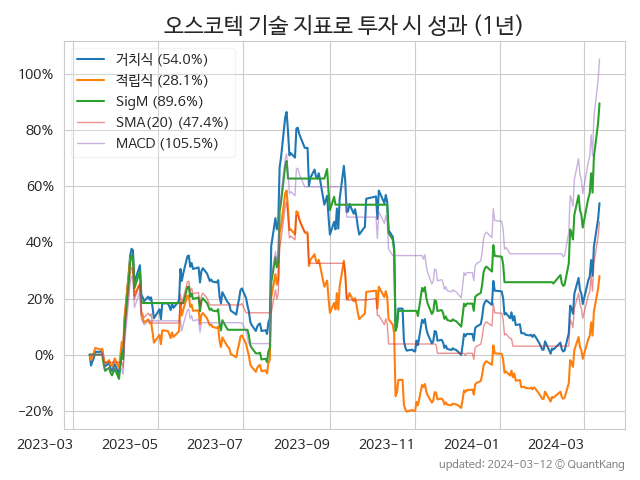 오스코텍 기술 지표로 투자 시 성과 (1년)
거치식 (54.0%)
적립식 (28.1%)
SigM (89.6%)
SMA(20) (47.4%)
MACD (105.5%)
100%
80%
60%
40%
20%
0%
−20%
2023-03 2023-05 2023-07 2023-09 2023-11 2024-01 2024-03
updated: 2024-03-12 © QuantKang